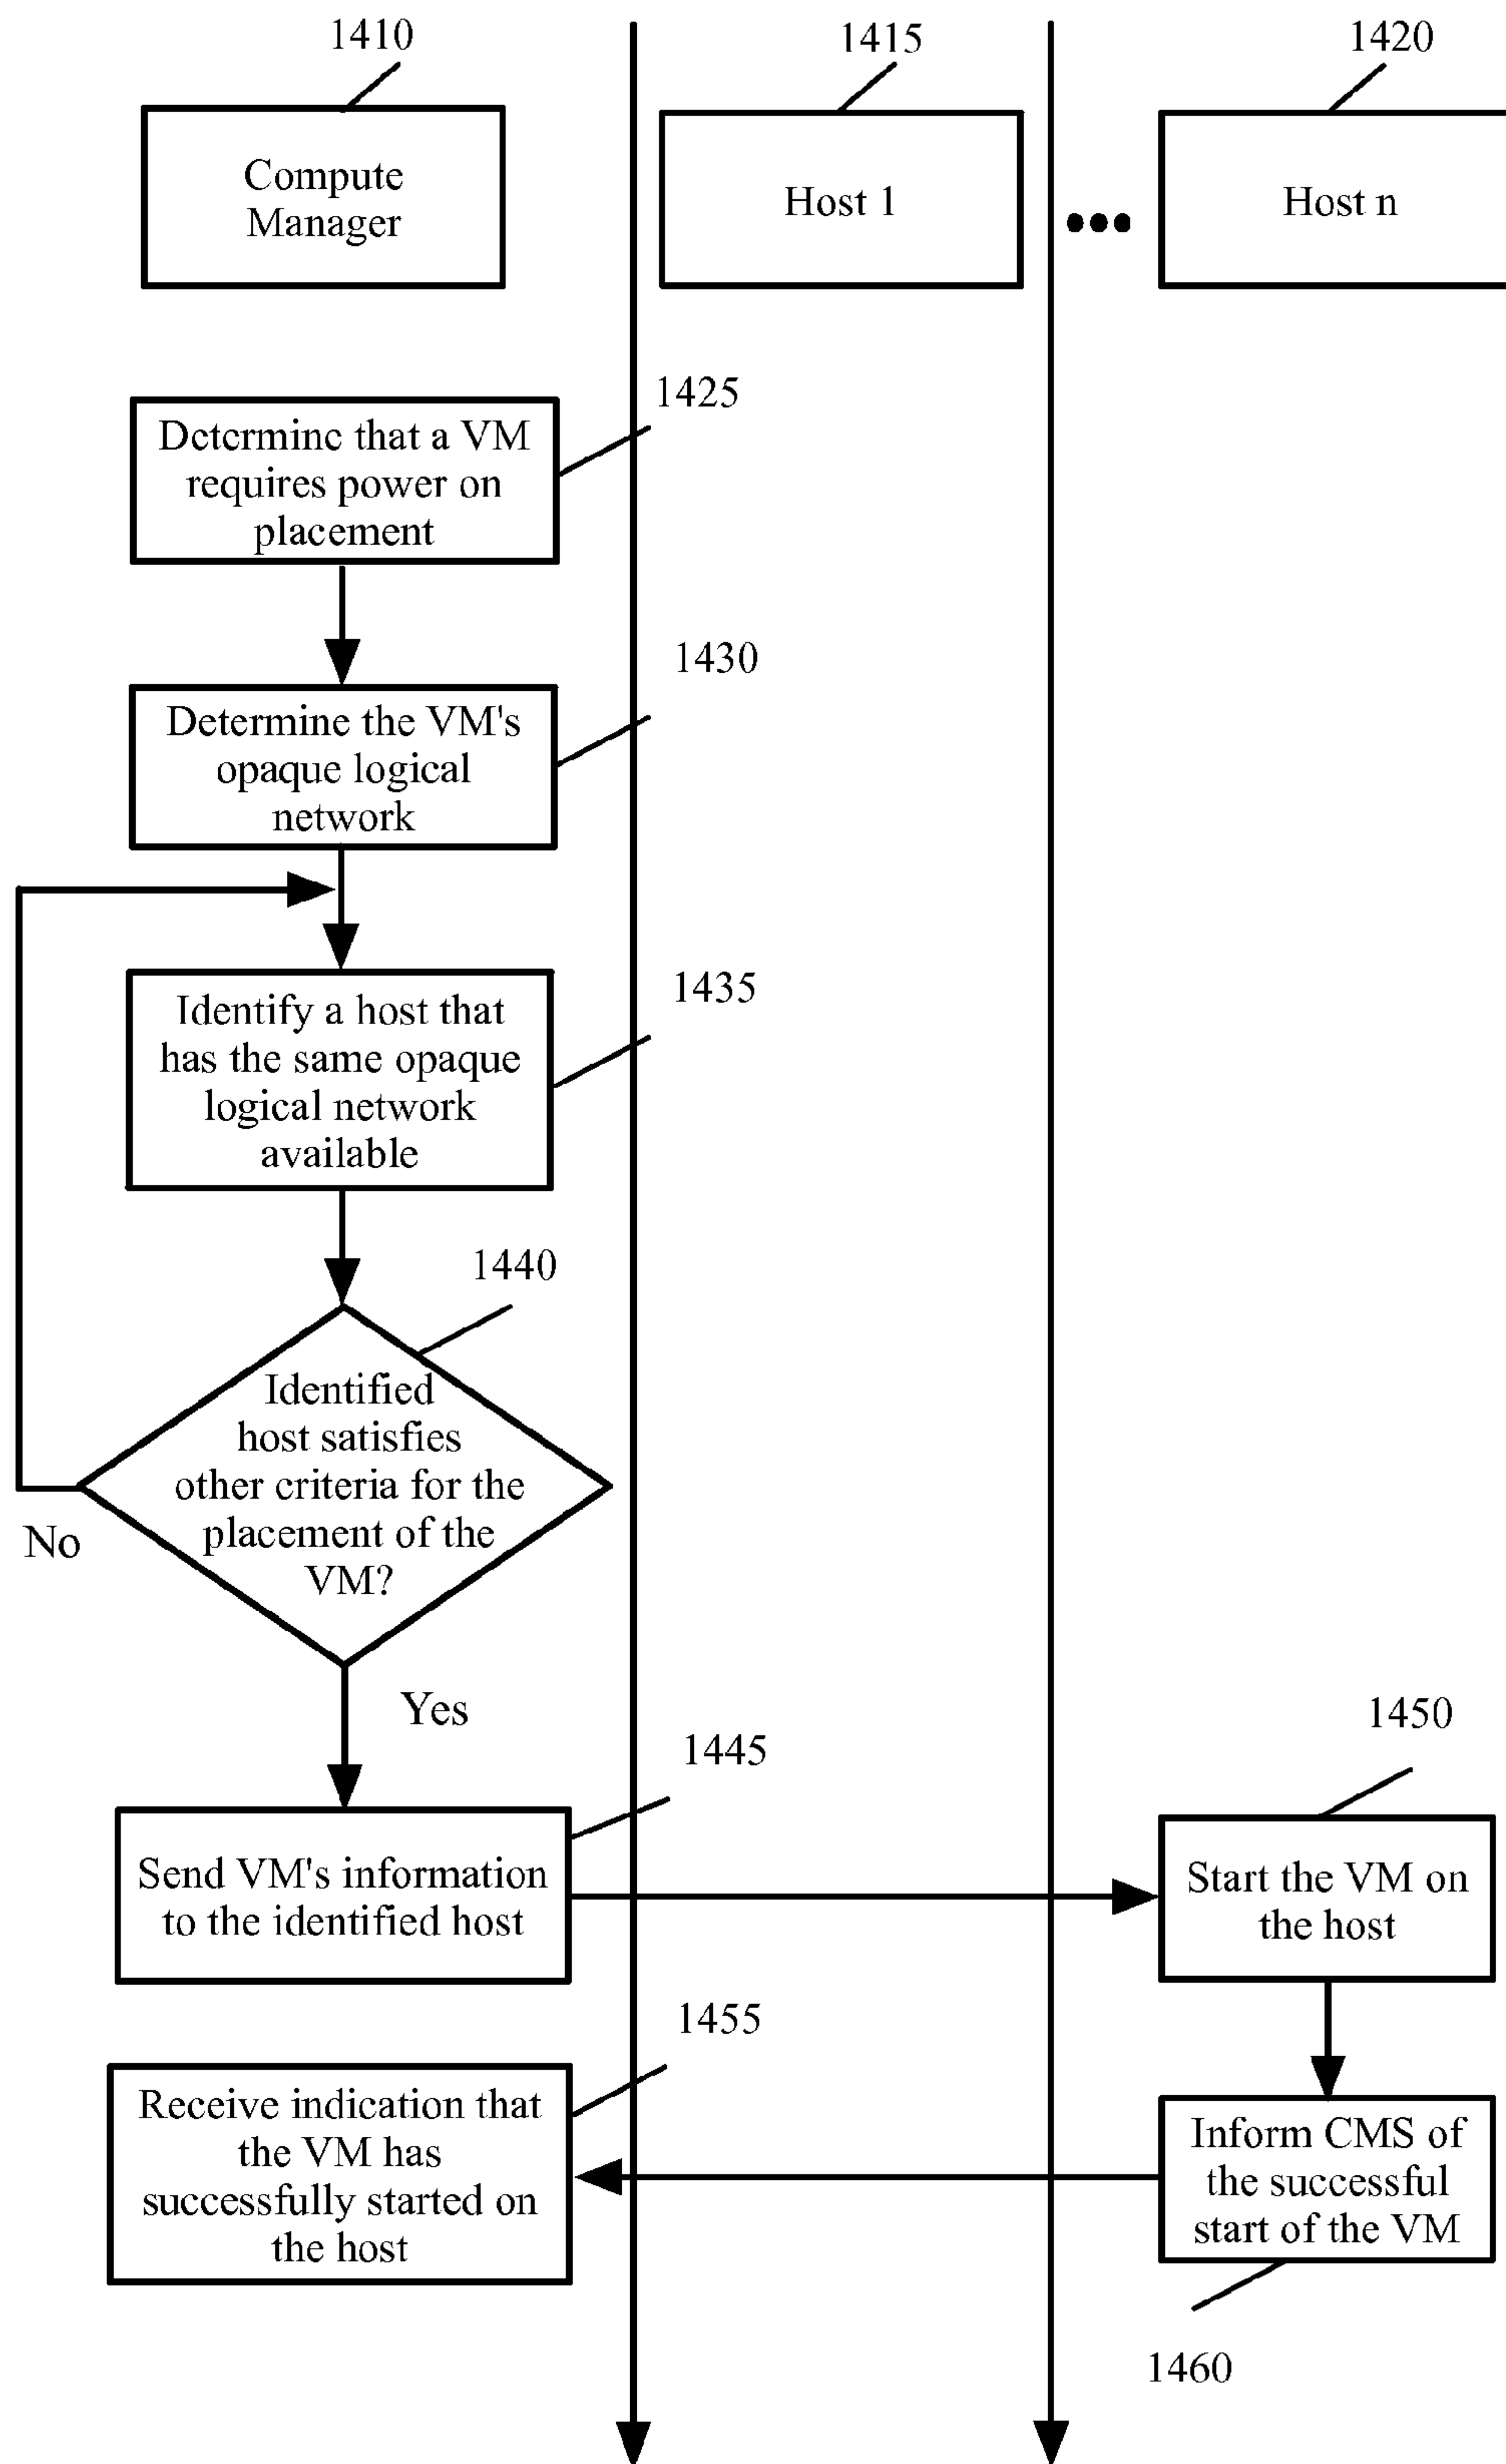 1410
1415
1420
Compute
Manager
Host 1
Host n
1425
Determine that a VM
requires power on
placement
1430
Determine the VM's
opaque logical
network
1435
Identify a host that
has the same opaque
logical network
available
1440
Identified
host satisfies
other criteria for the
placement of the
VM?
No
Yes
1445
Send VM's information
to the identified host
1450
Start the VM on
the host
1455
Receive indication that
the VM has
successfully started on
the host
Inform CMS of
the successful
start of the VM
1460